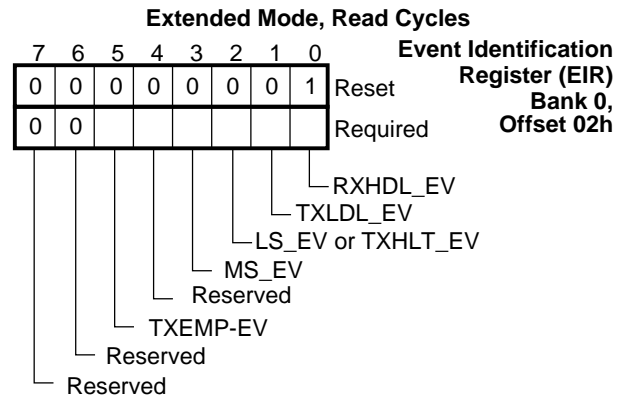 Extended Mode, Read Cycles
7 6 5 4 3 2 1 0
Event Identification
Register (EIR)
Bank 0,
Offset 02h
0 0 0 0 0 0 0 1 Reset
0 0 Required
RXHDL_EV
TXLDL_EV
LS_EV or TXHLT_EV
MS_EV
Reserved
TXEMP-EV
Reserved
Reserved